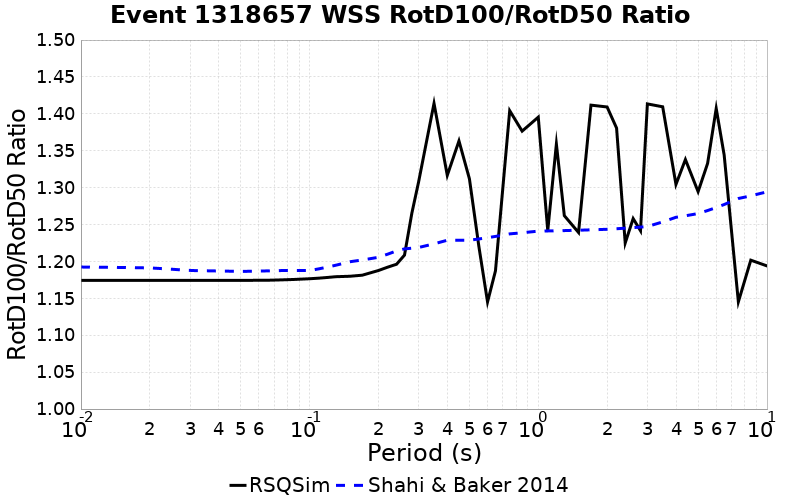 Event 1318657 WSS RotD100/RotD50 Ratio
RotD100/RotD50 Ratio
1.50
1.45
1.40
1.35
1.30
1.25
1.20
1.15
1.10
1.05
1.00
10^-2 2 3 4 5 6 10^-1 2 3 4 5 6 7 10^0 2 3 4 5 6 7 10^1
Period (s)
RSQSim Shahi & Baker 2014